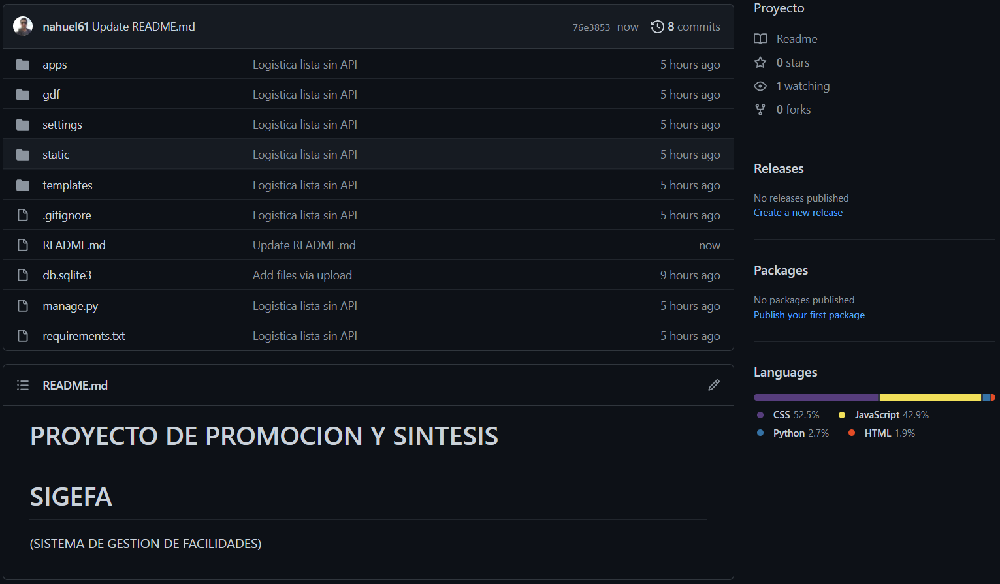 nahuel61 Update README.md 76e3853 now 8 commits
apps Logistica lista sin API 5 hours ago
gdf Logistica lista sin API 5 hours ago
settings Logistica lista sin API 5 hours ago
static Logistica lista sin API 5 hours ago
templates Logistica lista sin API 5 hours ago
.gitignore Logistica lista sin API 5 hours ago
README.md Update README.md now
db.sqlite3 Add files via upload 9 hours ago
manage.py Logistica lista sin API 5 hours ago
requirements.txt Logistica lista sin API 5 hours ago
README.md
PROYECTO DE PROMOCION Y SINTESIS
SIGEFA
(SISTEMA DE GESTION DE FACILIDADES)
Proyecto
Readme
0 stars
1 watching
0 forks
Releases
No releases published
Create a new release
Packages
No packages published
Publish your first package
Languages
CSS 52.5% JavaScript 42.9%
Python 2.7% HTML 1.9%